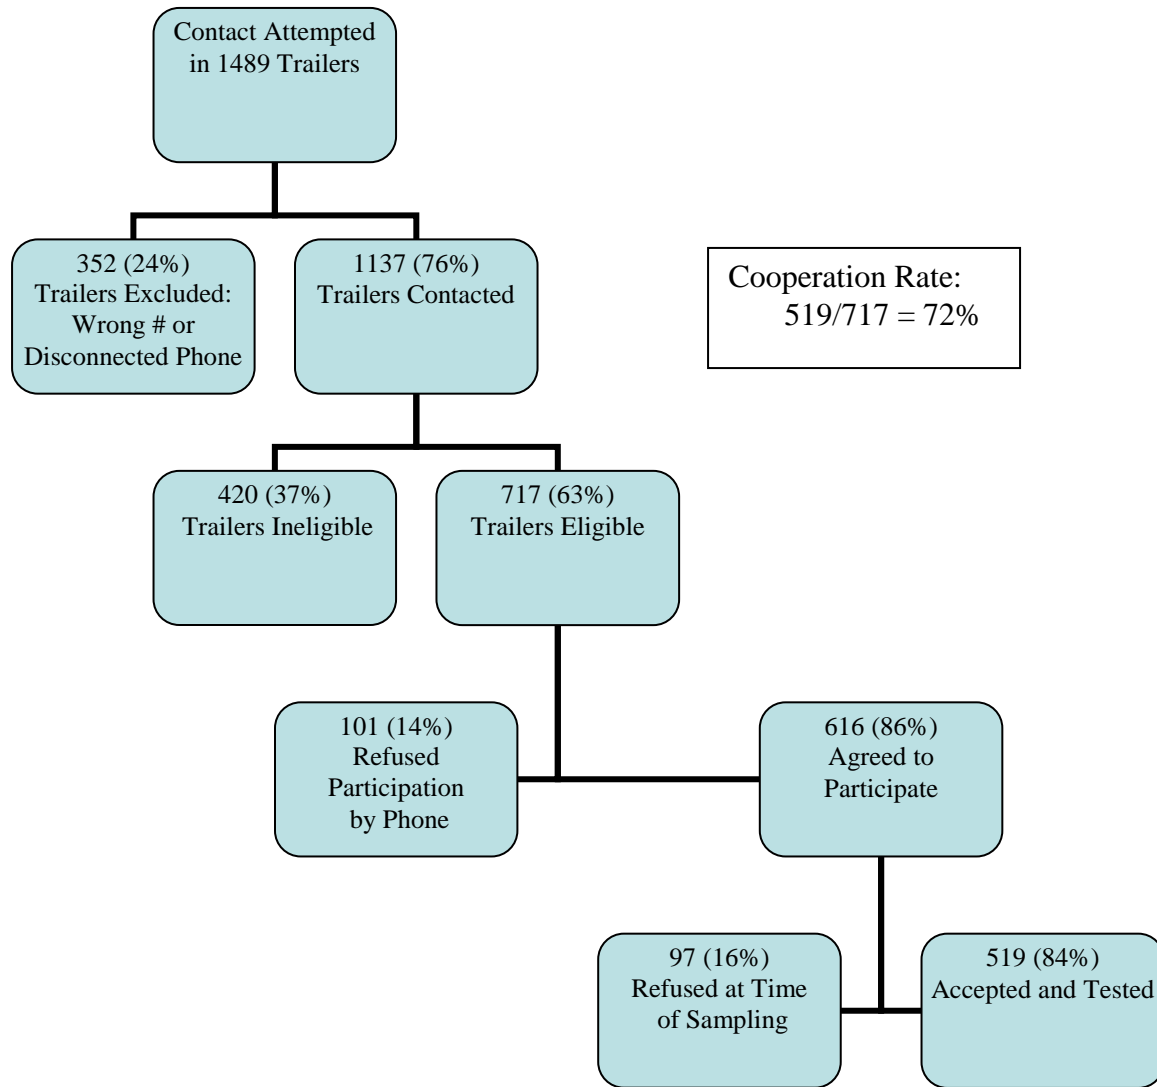 Contact Attempted
in 1489 Trailers
352 (24%)
Trailers Excluded:
Wrong # or
Disconnected Phone
1137 (76%)
Trailers Contacted
Cooperation Rate:
519/717 = 72%
420 (37%)
Trailers Ineligible
717 (63%)
Trailers Eligible
101 (14%)
Refused
Participation
by Phone
616 (86%)
Agreed to
Participate
97 (16%)
Refused at Time
of Sampling
519 (84%)
Accepted and Tested